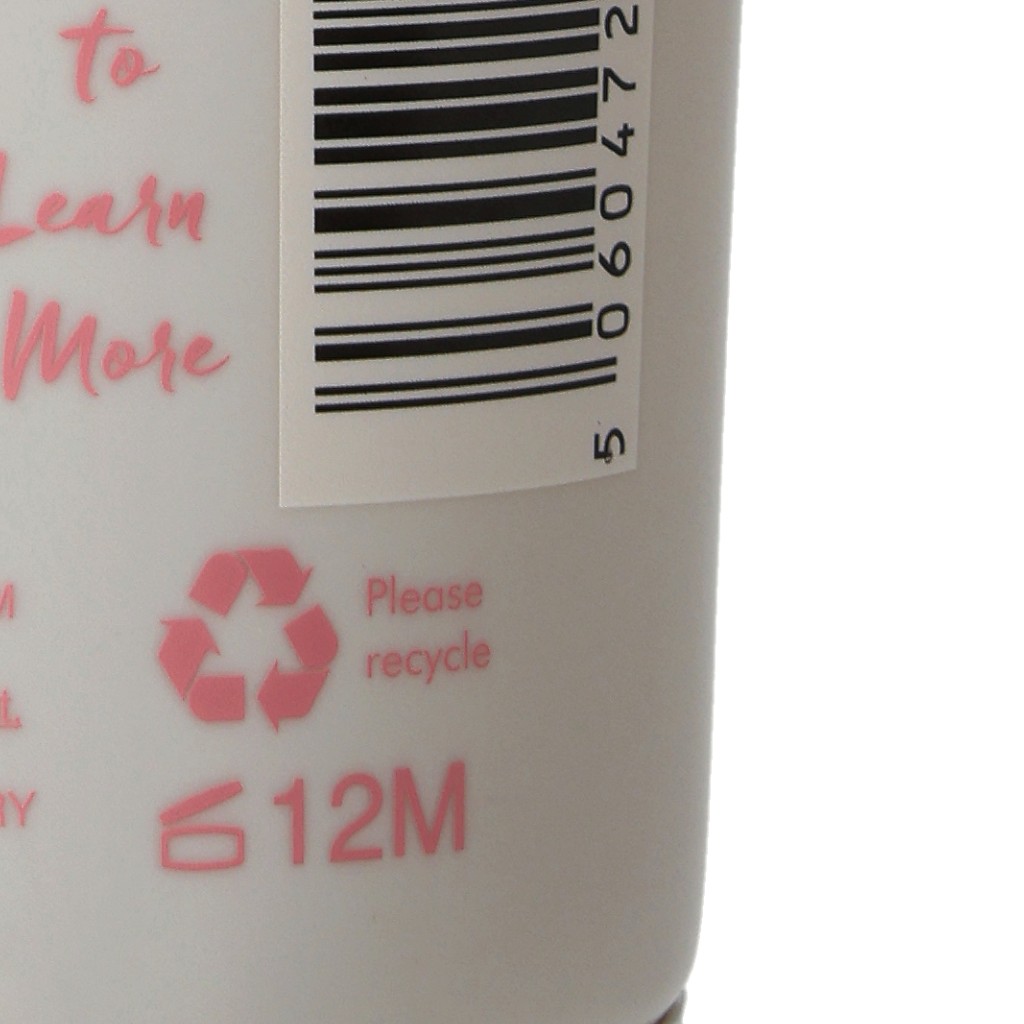 to
Learn
More
5 060472
Please
recycle
12M